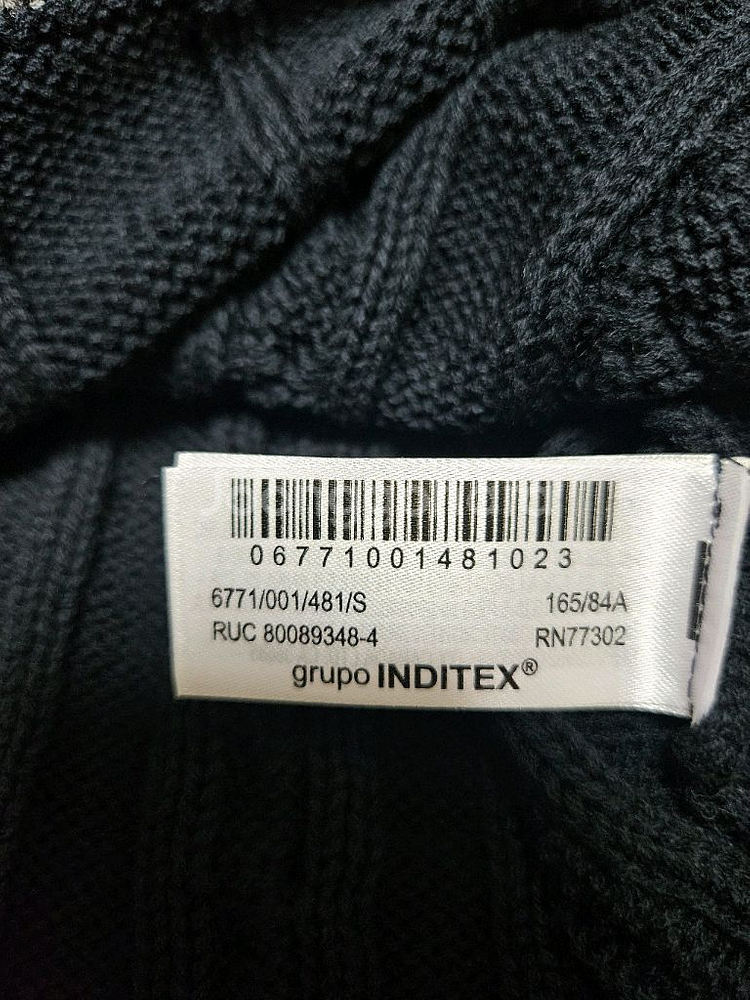 06771001481023
6771/001/481/S 165/84A
RUC 80089348-4 RN77302
grupo INDITEX®